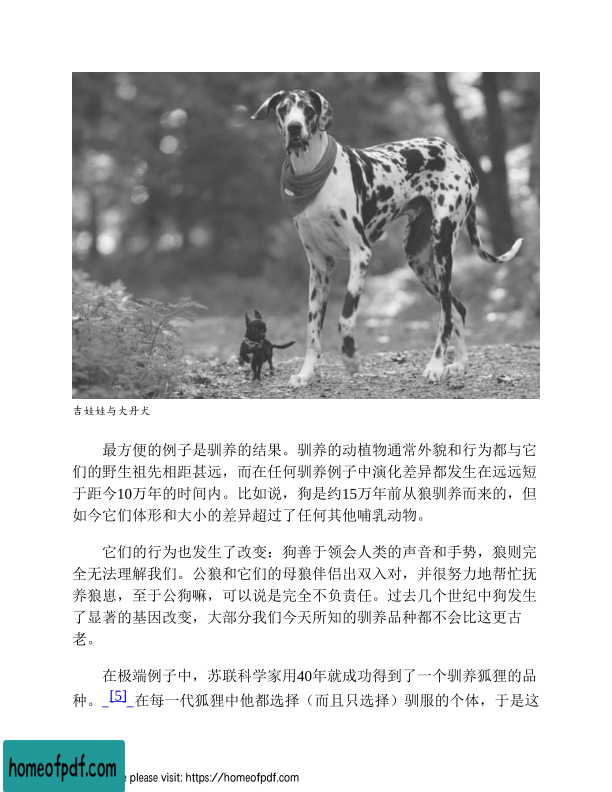 吉娃娃与大丹犬
最方便的例子是驯养的结果。驯养的动植物通常外貌和行为都与它
们的野生祖先相距甚远，而在任何驯养例子中演化差异都发生在远远短
于距今10万年的时间内。比如说，狗是约15万年前从狼驯养而来的，但
如今它们体形和大小的差异超过了任何其他哺乳动物。
它们的行为也发生了改变：狗善于领会人类的声音和手势，狼则完
全无法理解我们。公狼和它们的母狼伴侣出双入对，并很努力地帮忙抚
养狼崽，至于公狗嘛，可以说是完全不负责任。过去几个世纪中狗发生
了显著的基因改变，大部分我们今天所知的驯养品种都不会比这更古
老。
在极端例子中，苏联科学家用40年就成功得到了一个驯养狐狸的品
种。 [5] 在每一代狐狸中他都选择（而且只选择）驯服的个体，于是这
homeofpdf.com
e please visit: https://homeofpdf.com